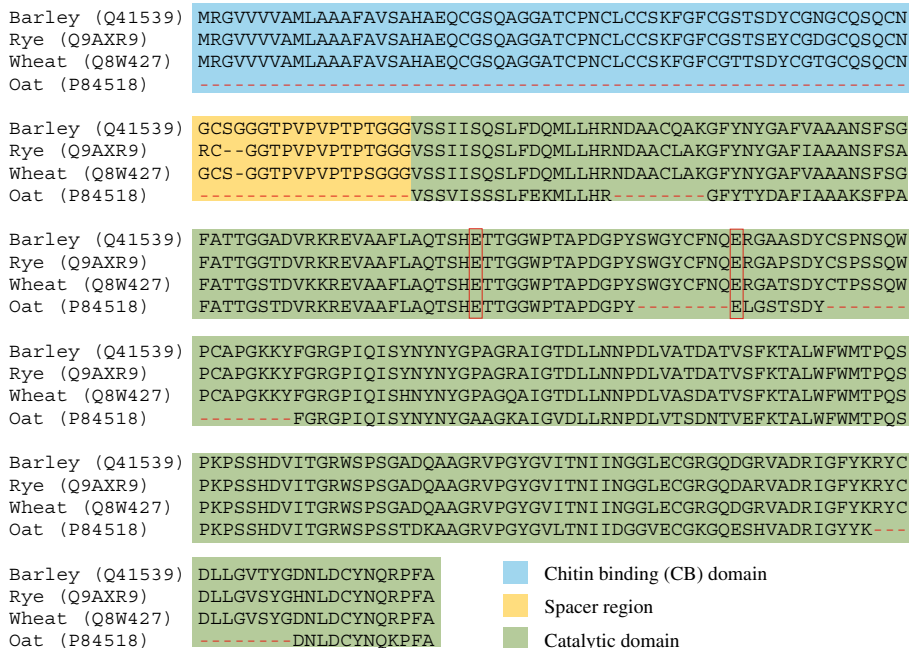 Barley (Q41539) MRGVVVVAMLAAAFAVSAHAEQCGSQAGGATCPNCLCCSKFGFCGSTSDYCGNGCQSQCN
Rye (Q9AXR9) MRGVVVVAMLAAAFAVSAHAEQCGSQAGGATCPNCLCCSKFGFCGSTSEYCGDGCQSQCN
Wheat (Q8W427) MRGVVVVAMLAAAFAVSAHAEQCGSQAGGATCPNCLCCSKFGFCGTTSDYCGTGCQSQCN
Oat (P84518) ------------------------------------------------------------
Barley (Q41539) GCSGGGTPVPVPTPTGGGVSSIISQSLFDQMLLHRNDAACQAKGFYNYGAFVAAANSFSG
Rye (Q9AXR9) RC--GGTPVPVPTPTGGGVSSIISQSLFDQMLLHRNDAACLAKGFYNYGAFIAAANSFSA
Wheat (Q8W427) GCS-GGTPVPVPTPSGGGVSSIISQSLFDQMLLHRNDAACLAKGFYNYGAFVAAANSFSG
Oat (P84518) ------------------VSSVISSSLFEKMLLHR--------GFYTYDAFIAAAKSFPA
Barley (Q41539) FATTGGADVRKREVAAFLAQTSHETTGGWPTAPDGPYSWGYCFNQERGAASDYCSPNSQW
Rye (Q9AXR9) FATTGGTDVRKREVAAFLAQTSHETTGGWPTAPDGPYSWGYCFNQERGAPSDYCSPSSQW
Wheat (Q8W427) FATTGSTDVRKREVAAFLAQTSHETTGGWPTAPDGPYSWGYCFNQERGATSDYCTPSSQW
Oat (P84518) FATTGSTDVRKREVAAFLAQTSHETTGGWPTAPDGPY--------ELGSTSDY-------
Barley (Q41539) PCAPGKKYFGRGPIQISYNYNYGPAGRAIGTDLLNNPDLVATDATVSFKTALWFWMTPQS
Rye (Q9AXR9) PCAPGKKYFGRGPIQISYNYNYGPAGRAIGTDLLNNPDLVATDATVSFKTALWFWMTPQS
Wheat (Q8W427) PCAPGKKYFGRGPIQISHNYNYGPAGQAIGTDLLNNPDLVASDATVSFKTALWFWMTPQS
Oat (P84518) --------FGRGPIQISYNYNYGAAGKAIGVDLLRNPDLVTSDNTVEFKTALWFWMTPQS
Barley (Q41539) PKPSSHDVITGRWSPSGADQAAGRVPGYGVITNIINGGLECGRGQDGRVADRIGFYKRYC
Rye (Q9AXR9) PKPSSHDVITGRWSPSGADQAAGRVPGYGVITNIINGGLECGRGQDARVADRIGFYKRYC
Wheat (Q8W427) PKPSSHDVITGRWSPSGADQAAGRVPGYGVITNIINGGLECGRGQDGRVADRIGFYKRYC
Oat (P84518) PKPSSHDVITGRWSPSSTDKAAGRVPGYGVLTNIIDGGVECGKGQESHVADRIGYYK---
Barley (Q41539) DLLGVTYGDNLDCYNQRPFA
Rye (Q9AXR9) DLLGVSYGHNLDCYNQRPFA
Wheat (Q8W427) DLLGVSYGDNLDCYNQRPFA
Oat (P84518) --------DNLDCYNQKPFA
Chitin binding (CB) domain
Spacer region
Catalytic domain